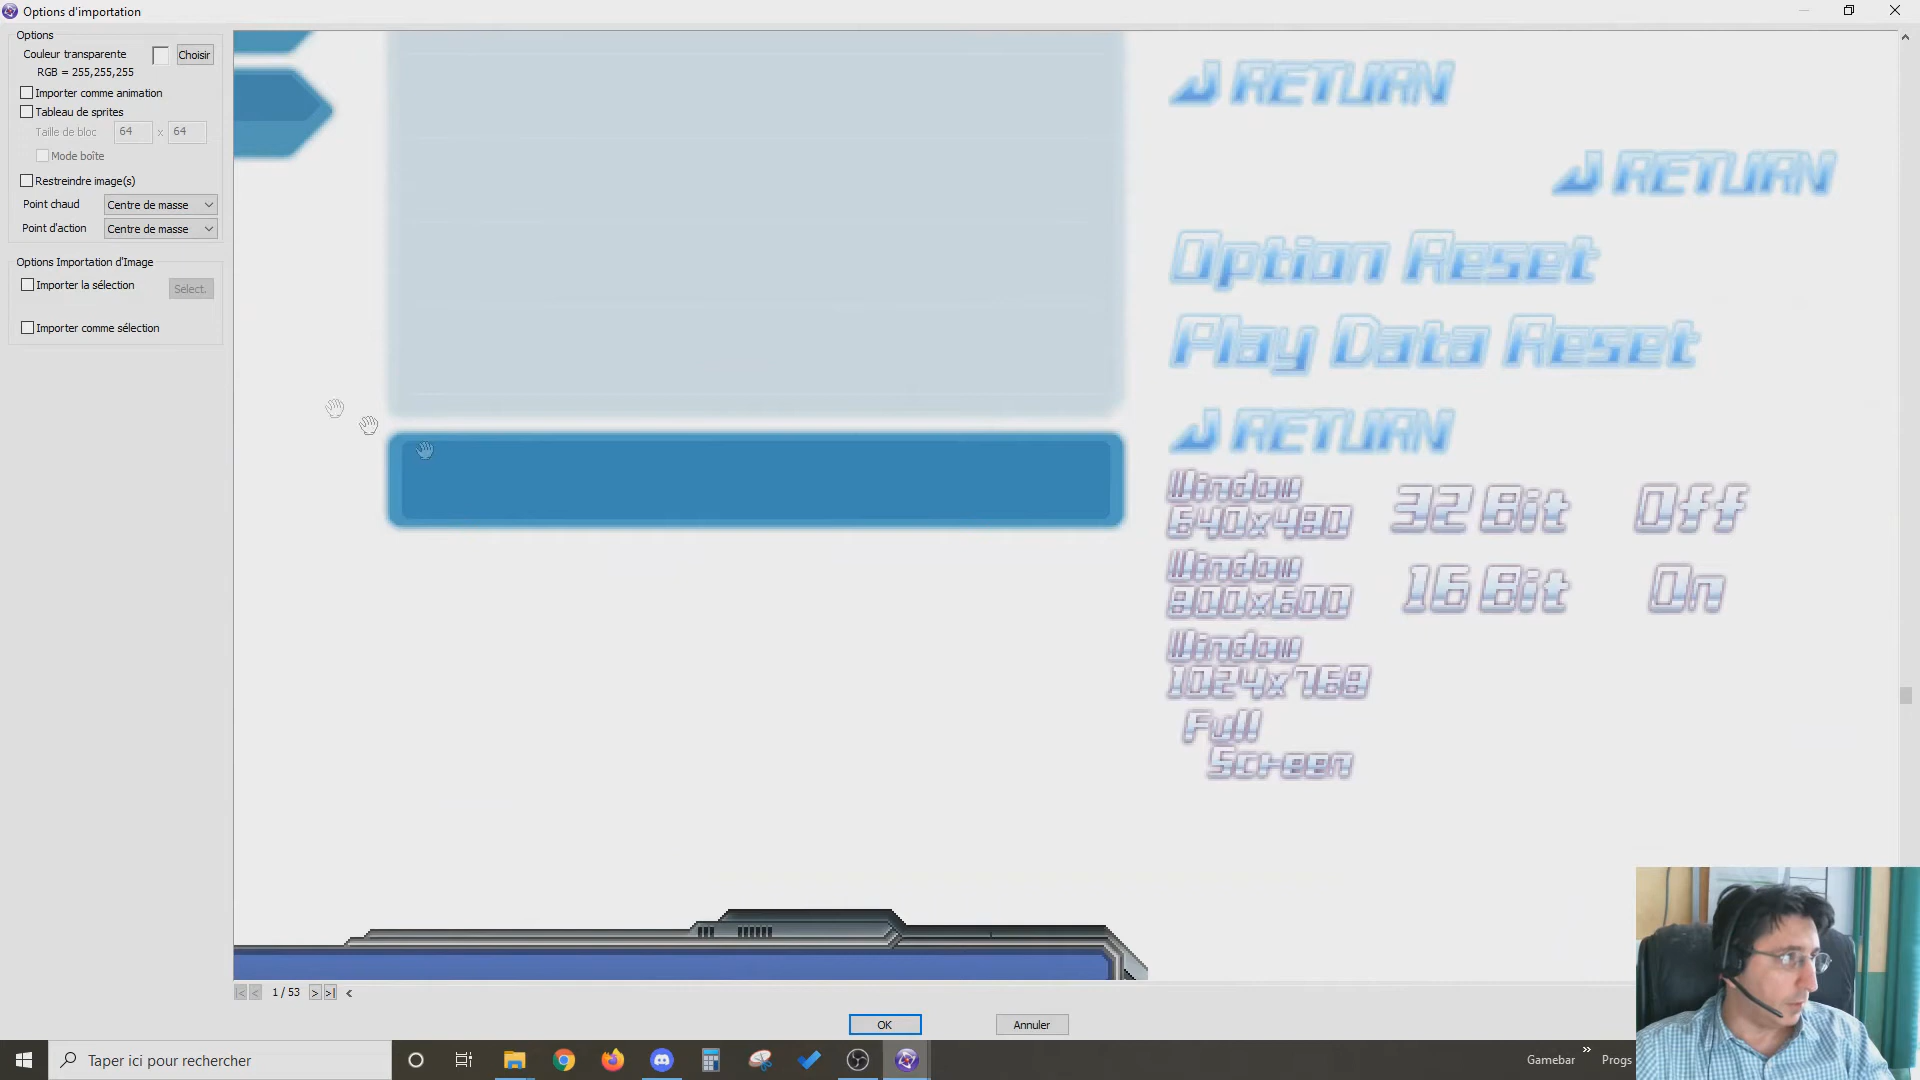 Options d'importation
Options
Couleur transparente
Choisir
RGB = 255,255,255
Importer comme animation
Tableau de sprites
Taille de bloc 64 x 64
Mode boîte
Restreindre image(s)
Point chaud Centre de masse
Point d'action Centre de masse
Options Importation d'Image
Importer la sélection Select.
Importer comme sélection
RETURN
RETURN
Option Reset
Play Data Reset
RETURN
Window
640x480
32 Bit
Off
Window
800x600
16 Bit
On
Window
1024x768
Full
Screen
1 / 53
OK
Annuler
Taper ici pour rechercher
Gamebar
Progs